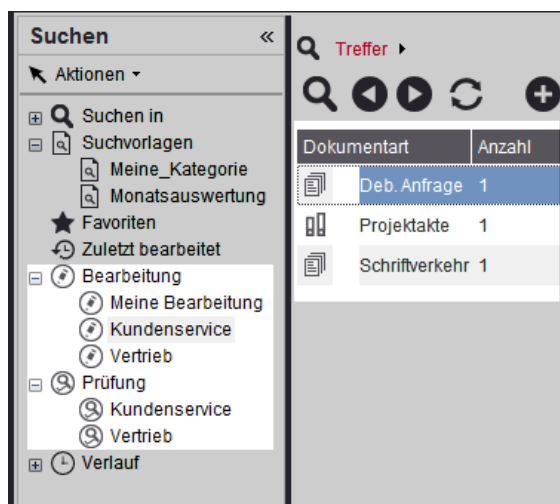 Suchen «
Aktionen
Suchen in
Suchvorlagen
Meine_Kategorie
Monatsauswertung
Favoriten
Zuletzt bearbeitet
Bearbeitung
Meine Bearbeitung
Kundenservice
Vertrieb
Prüfung
Kundenservice
Vertrieb
Verlauf
Treffer
Dokumentart Anzahl
Deb. Anfrage 1
Projektakte 1
Schriftverkehr 1